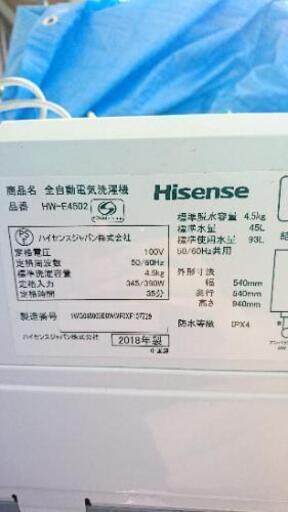 商品名 全自動電気洗濯機
品番 HW-E4502
Hisense
ハイセンスジャパン株式会社
定格電圧 100V
定格周波数 50/60Hz
標準洗濯容量 4.5kg
定格入力 345/390W
定格時間 35分
標準脱水容量 4.5kg
標準水量 45L
標準使用水量 93L
50/60Hz共用
外形寸法
幅 540mm
奥行 540mm
高さ 940mm
防水等級 IPX4
製造番号
ハイセンスジャパン株式会社 2018年製